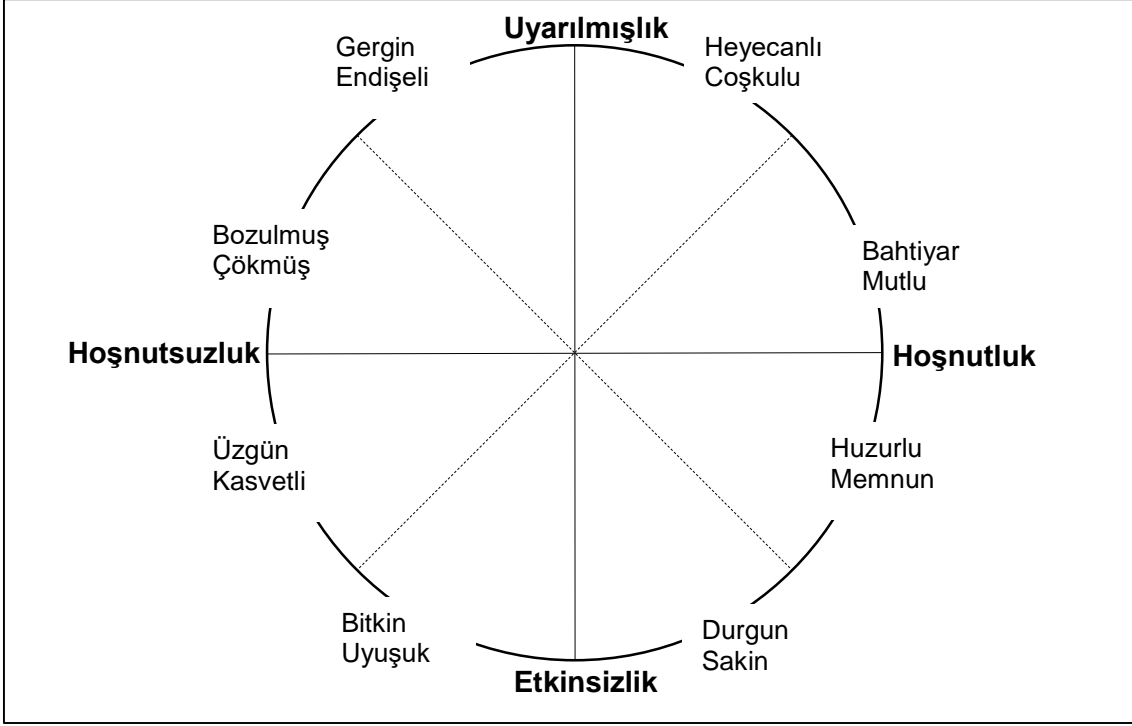 Uyarılmışlık
Gergin
Endişeli
Heyecanlı
Coşkulu
Bozulmuş
Çökmüş
Bahtiyar
Mutlu
Hoşnutsuzluk
Hoşnutluk
Üzgün
Kasvetli
Huzurlu
Memnun
Bitkin
Uyuşuk
Durgun
Sakin
Etkinsizlik